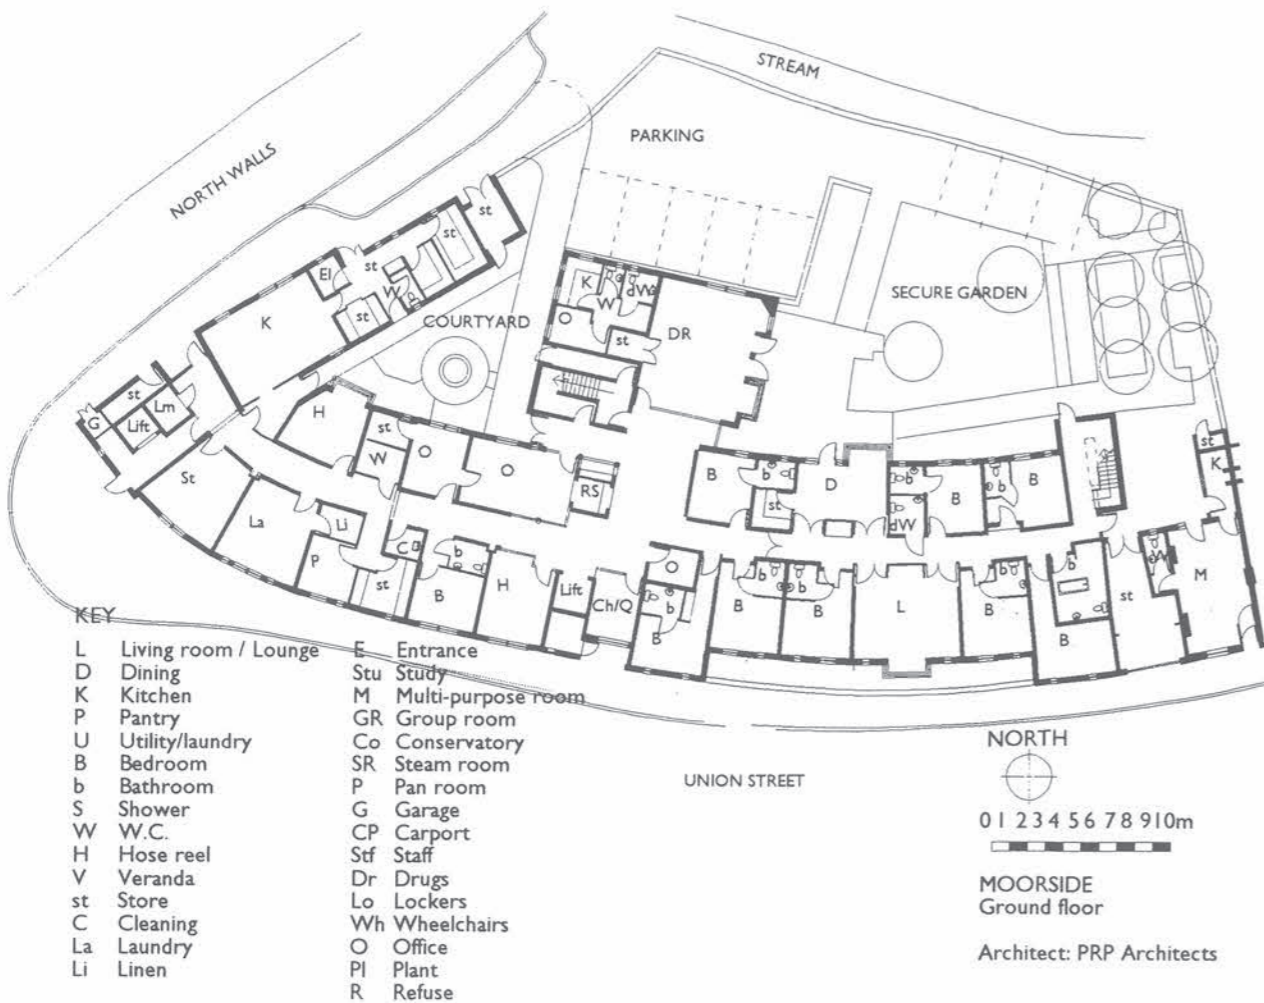 STREAM
PARKING
NORTH WALLS
SECURE GARDEN
COURTYARD
st
st
st
El
W
K
st
K
W
dW
O
st
DR
st
Lm
G
Lift
H
st
W
O
O
RS
B
b
st
D
b
dW
B
b
B
st
K
St
La
Li
P
C
st
b
B
H
Lift
Ch/Q
O
b
B
b
B
b
B
L
b
B
b
B
st
W
M
KEY
L Living room / Lounge
D Dining
K Kitchen
P Pantry
U Utility/laundry
B Bedroom
b Bathroom
S Shower
W W.C.
H Hose reel
V Veranda
st Store
C Cleaning
La Laundry
Li Linen
E Entrance
Stu Study
M Multi-purpose room
GR Group room
Co Conservatory
SR Steam room
P Pan room
G Garage
CP Carport
Stf Staff
Dr Drugs
Lo Lockers
Wh Wheelchairs
O Office
Pl Plant
R Refuse
UNION STREET
NORTH
0 1 2 3 4 5 6 7 8 9 10m
MOORSIDE
Ground floor
Architect: PRP Architects